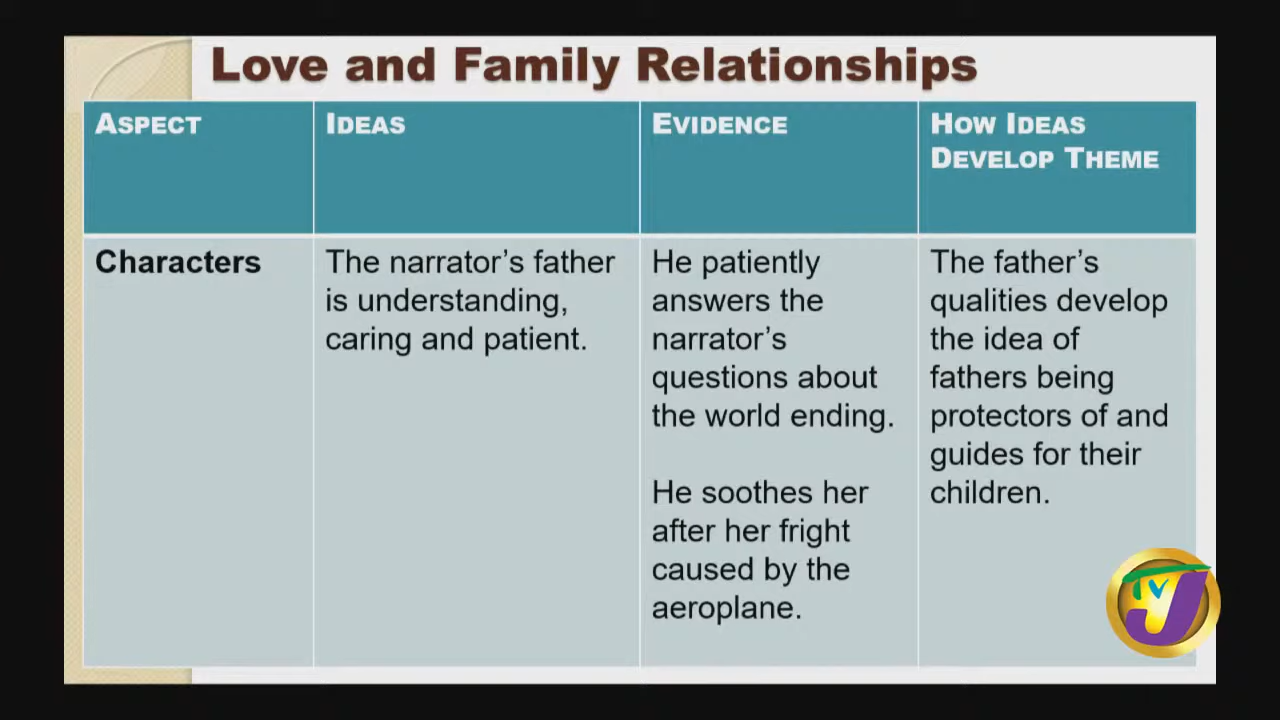 Love and Family Relationships
ASPECT
IDEAS
EVIDENCE
HOW IDEAS
DEVELOP THEME
Characters
The narrator’s father
is understanding,
caring and patient.
He patiently
answers the
narrator’s
questions about
the world ending.
He soothes her
after her fright
caused by the
aeroplane.
The father’s
qualities develop
the idea of
fathers being
protectors of and
guides for their
children.
TVJ